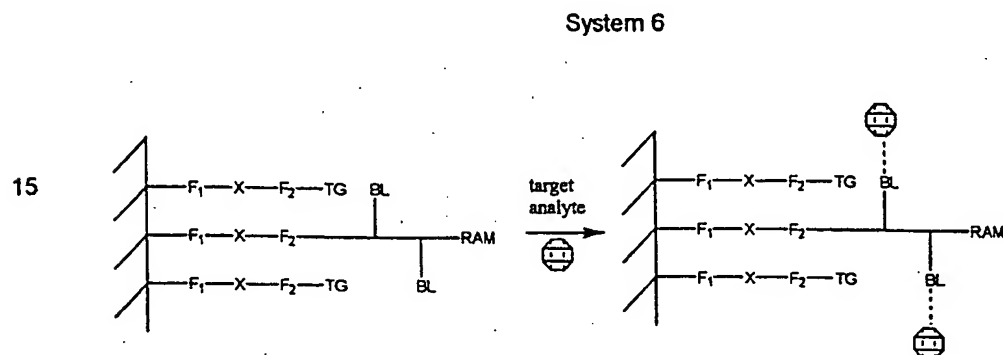 System 6
15
F₁—X—F₂—TG BL
F₁—X—F₂ RAM
F₁—X—F₂—TG BL
target
analyte
F₁—X—F₂—TG BL
F₁—X—F₂ RAM
F₁—X—F₂—TG BL